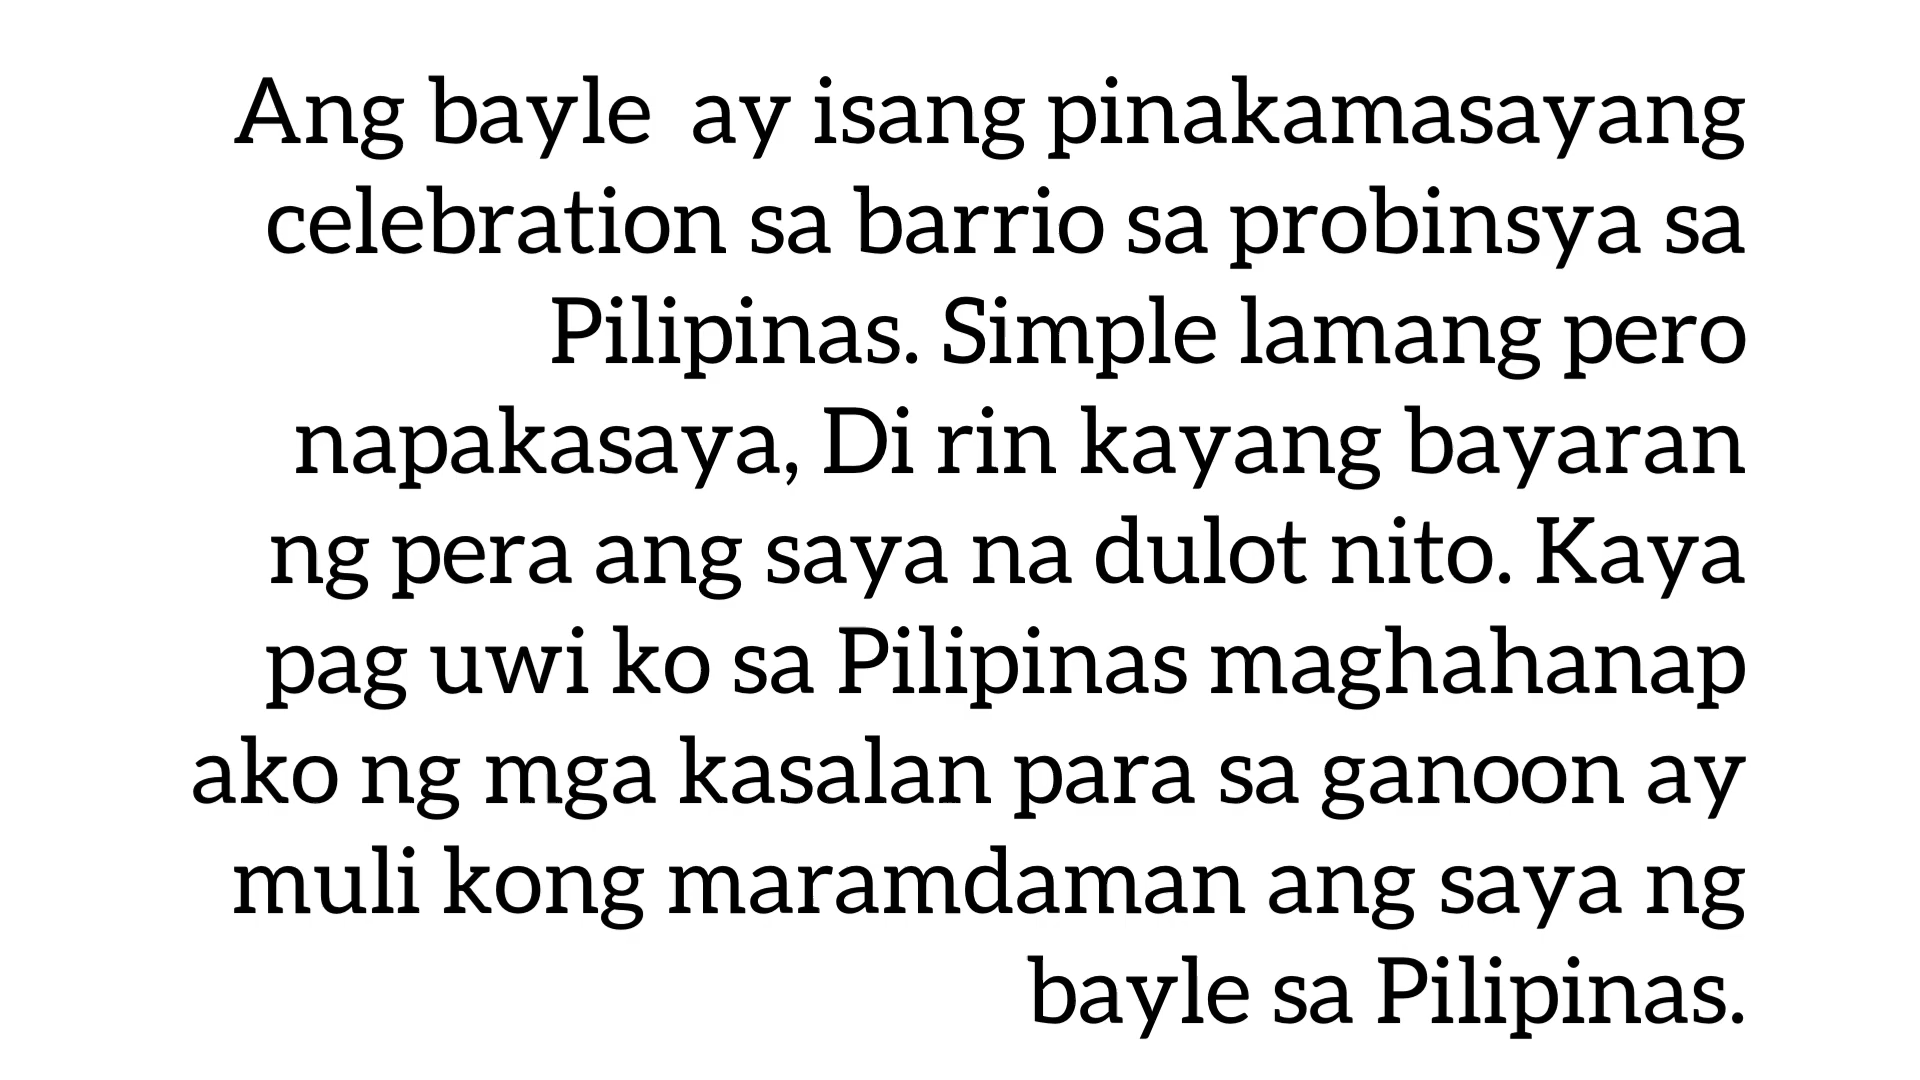 Ang bayle  ay isang pinakamasayang
celebration sa barrio sa probinsya sa
Pilipinas. Simple lamang pero
napakasaya, Di rin kayang bayaran
ng pera ang saya na dulot nito. Kaya
pag uwi ko sa Pilipinas maghahanap
ako ng mga kasalan para sa ganoon ay
muli kong maramdaman ang saya ng
bayle sa Pilipinas.